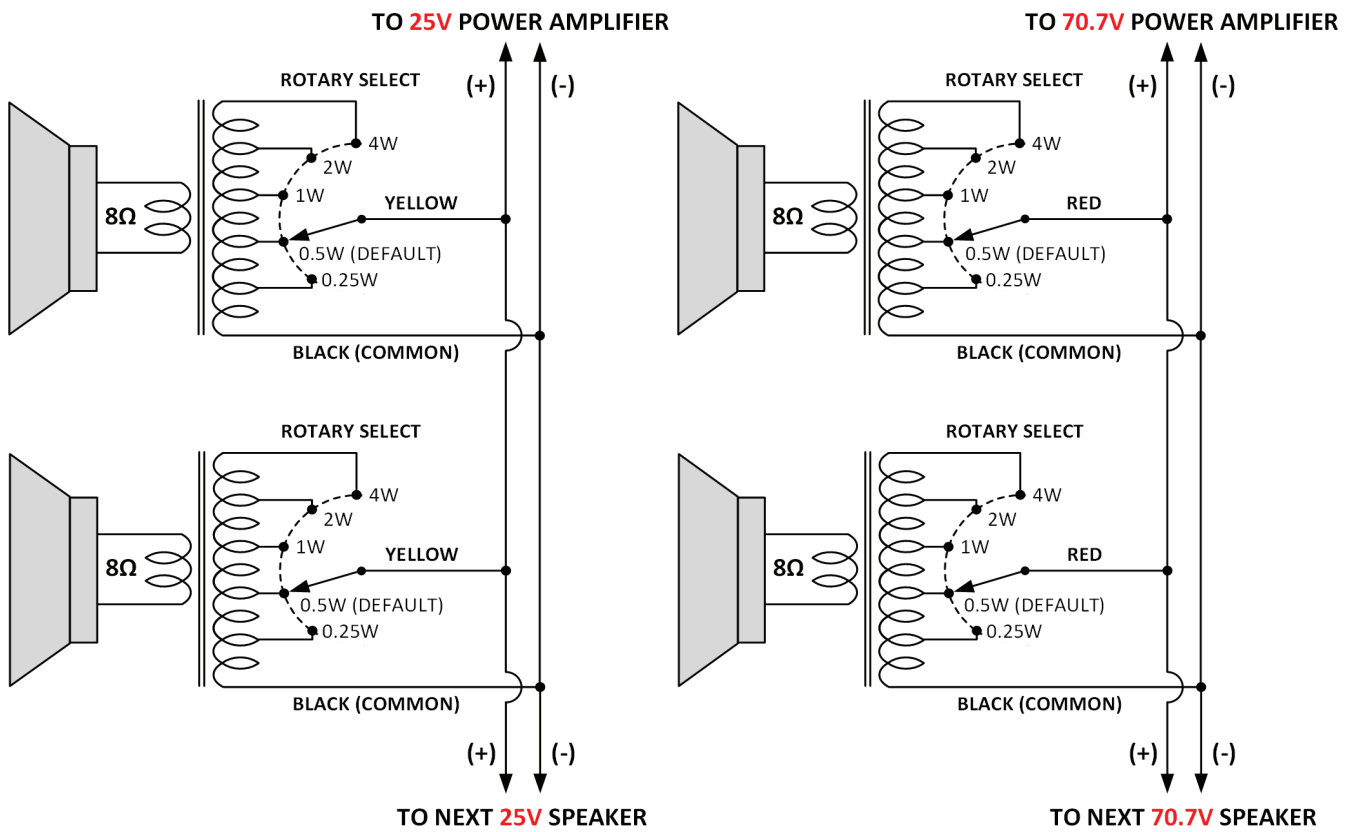 TO 25V POWER AMPLIFIER
(+) (-)
ROTARY SELECT
4W
2W
1W
YELLOW
8Ω
0.5W (DEFAULT)
0.25W
BLACK (COMMON)
ROTARY SELECT
4W
2W
1W
YELLOW
8Ω
0.5W (DEFAULT)
0.25W
BLACK (COMMON)
(+) (-)
TO NEXT 25V SPEAKER
TO 70.7V POWER AMPLIFIER
(+) (-)
ROTARY SELECT
4W
2W
1W
RED
8Ω
0.5W (DEFAULT)
0.25W
BLACK (COMMON)
ROTARY SELECT
4W
2W
1W
RED
8Ω
0.5W (DEFAULT)
0.25W
BLACK (COMMON)
(+) (-)
TO NEXT 70.7V SPEAKER